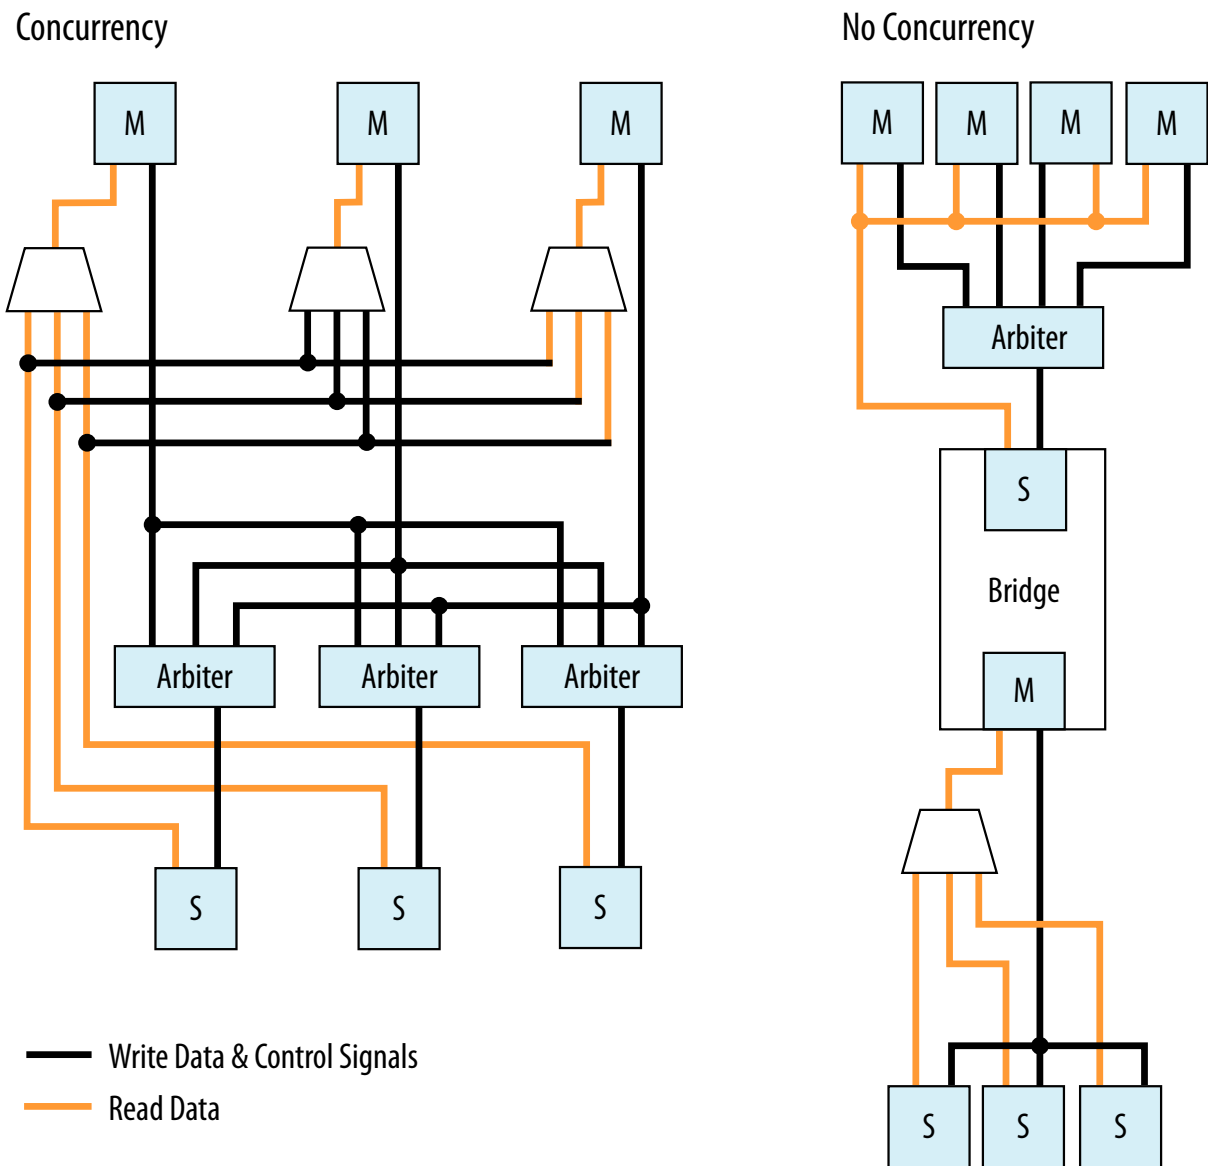 Concurrency
No Concurrency
M
M
M
M
M
M
M
Arbiter
S
Bridge
Arbiter
Arbiter
Arbiter
M
S
S
S
Write Data & Control Signals
Read Data
S
S
S